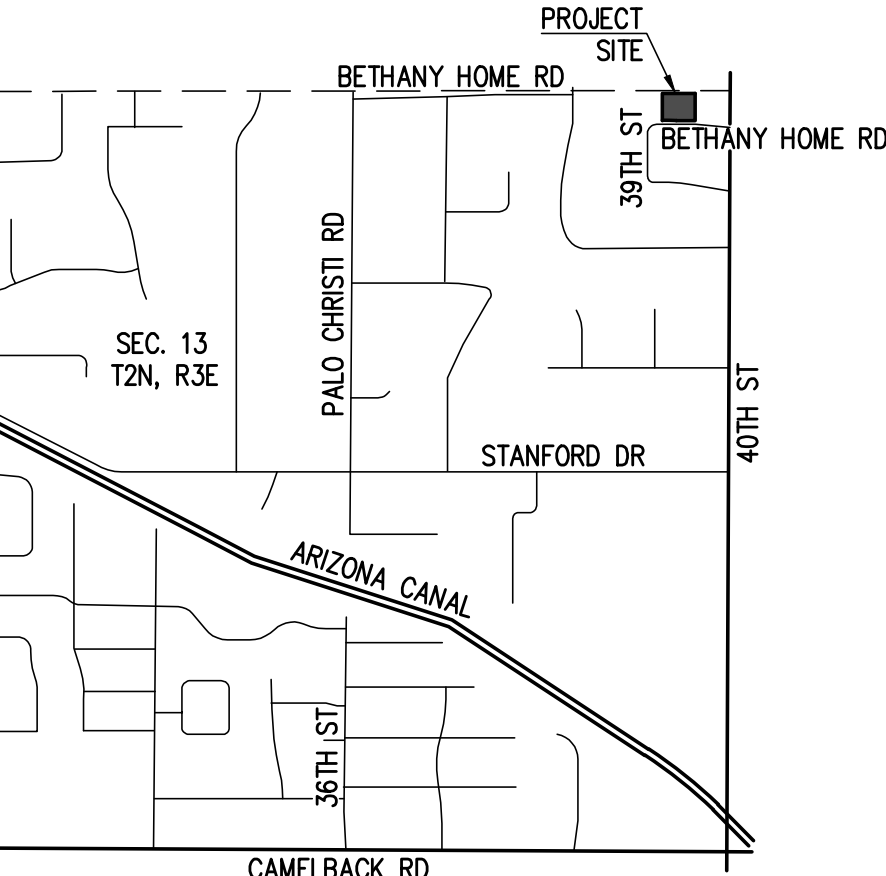 PROJECT
SITE
BETHANY HOME RD
39TH ST
BETHANY HOME RD
PALO CHRISTI RD
SEC. 13
T2N, R3E
40TH ST
STANFORD DR
ARIZONA CANAL
36TH ST
CAMELBACK RD